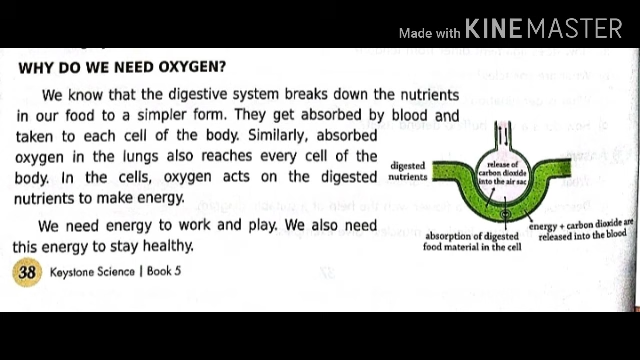 Made with KINEMASTER
WHY DO WE NEED OXYGEN?
We know that the digestive system breaks down the nutrients
in our food to a simpler form. They get absorbed by blood and
taken to each cell of the body. Similarly, absorbed
oxygen in the lungs also reaches every cell of the
body. In the cells, oxygen acts on the digested
nutrients to make energy.
We need energy to work and play. We also need
this energy to stay healthy.
digested
nutrients
release of
carbon dioxide
into the air sac
absorption of digested
food material in the cell
energy + carbon dioxide are
released into the blood
38 Keystone Science | Book 5